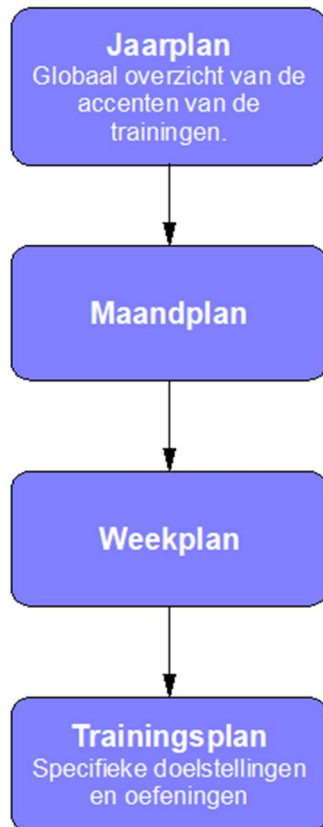 Jaarplan
Globaal overzicht van de
accenten van de
trainingen.
Maandplan
Weekplan
Trainingsplan
Specifieke doelstellingen
en oefeningen